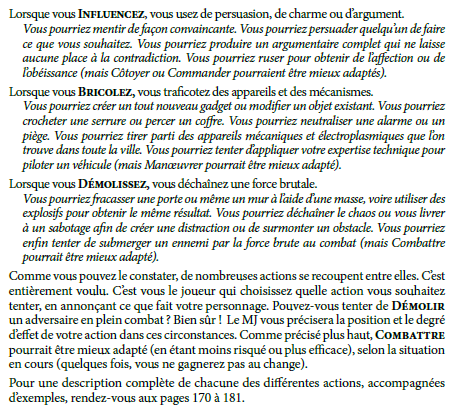 Lorsque vous INFLUENCEZ, vous usez de persuasion, de charme ou d'argument.
Vous pourriez mentir de façon convaincante. Vous pourriez persuader quelqu'un de faire
ce que vous souhaitez. Vous pourriez produire un argumentaire complet qui ne laisse
aucune place à la contradiction. Vous pourriez ruser pour obtenir de l'affection ou de
l'obéissance (mais Côtoyer ou Commander pourraient être mieux adaptés).
Lorsque vous BRICOLEZ, vous traficotez des appareils et des mécanismes.
Vous pourriez créer un tout nouveau gadget ou modifier un objet existant. Vous pourriez
crocheter une serrure ou percer un coffre. Vous pourriez neutraliser une alarme ou un
piège. Vous pourriez tirer parti des appareils mécaniques et électroplasmiques que l'on
trouve dans toute la ville. Vous pourriez tenter d'appliquer votre expertise technique pour
piloter un véhicule (mais Manœuvrer pourrait être mieux adapté).
Lorsque vous DÉMOLISSEZ, vous déchaînez une force brutale.
Vous pourriez fracasser une porte ou même un mur à l'aide d'une masse, voire utiliser des
explosifs pour obtenir le même résultat. Vous pourriez déchaîner le chaos ou vous livrer
à un sabotage afin de créer une distraction ou de surmonter un obstacle. Vous pourriez
enfin tenter de submerger un ennemi par la force brute au combat (mais Combattre
pourrait être mieux adapté).
Comme vous pouvez le constater, de nombreuses actions se recoupent entre elles. C'est
entièrement voulu. C'est vous le joueur qui choisissez quelle action vous souhaitez
tenter, en annonçant ce que fait votre personnage. Pouvez-vous tenter de DÉMOLIR
un adversaire en plein combat ? Bien sûr ! Le MJ vous précisera la position et le degré
d'effet de votre action dans ces circonstances. Comme précisé plus haut, COMBATTRE
pourrait être mieux adapté (en étant moins risqué ou plus efficace), selon la situation
en cours (quelques fois, vous ne gagnerez pas au change).
Pour une description complète de chacune des différentes actions, accompagnées
d'exemples, rendez-vous aux pages 170 à 181.